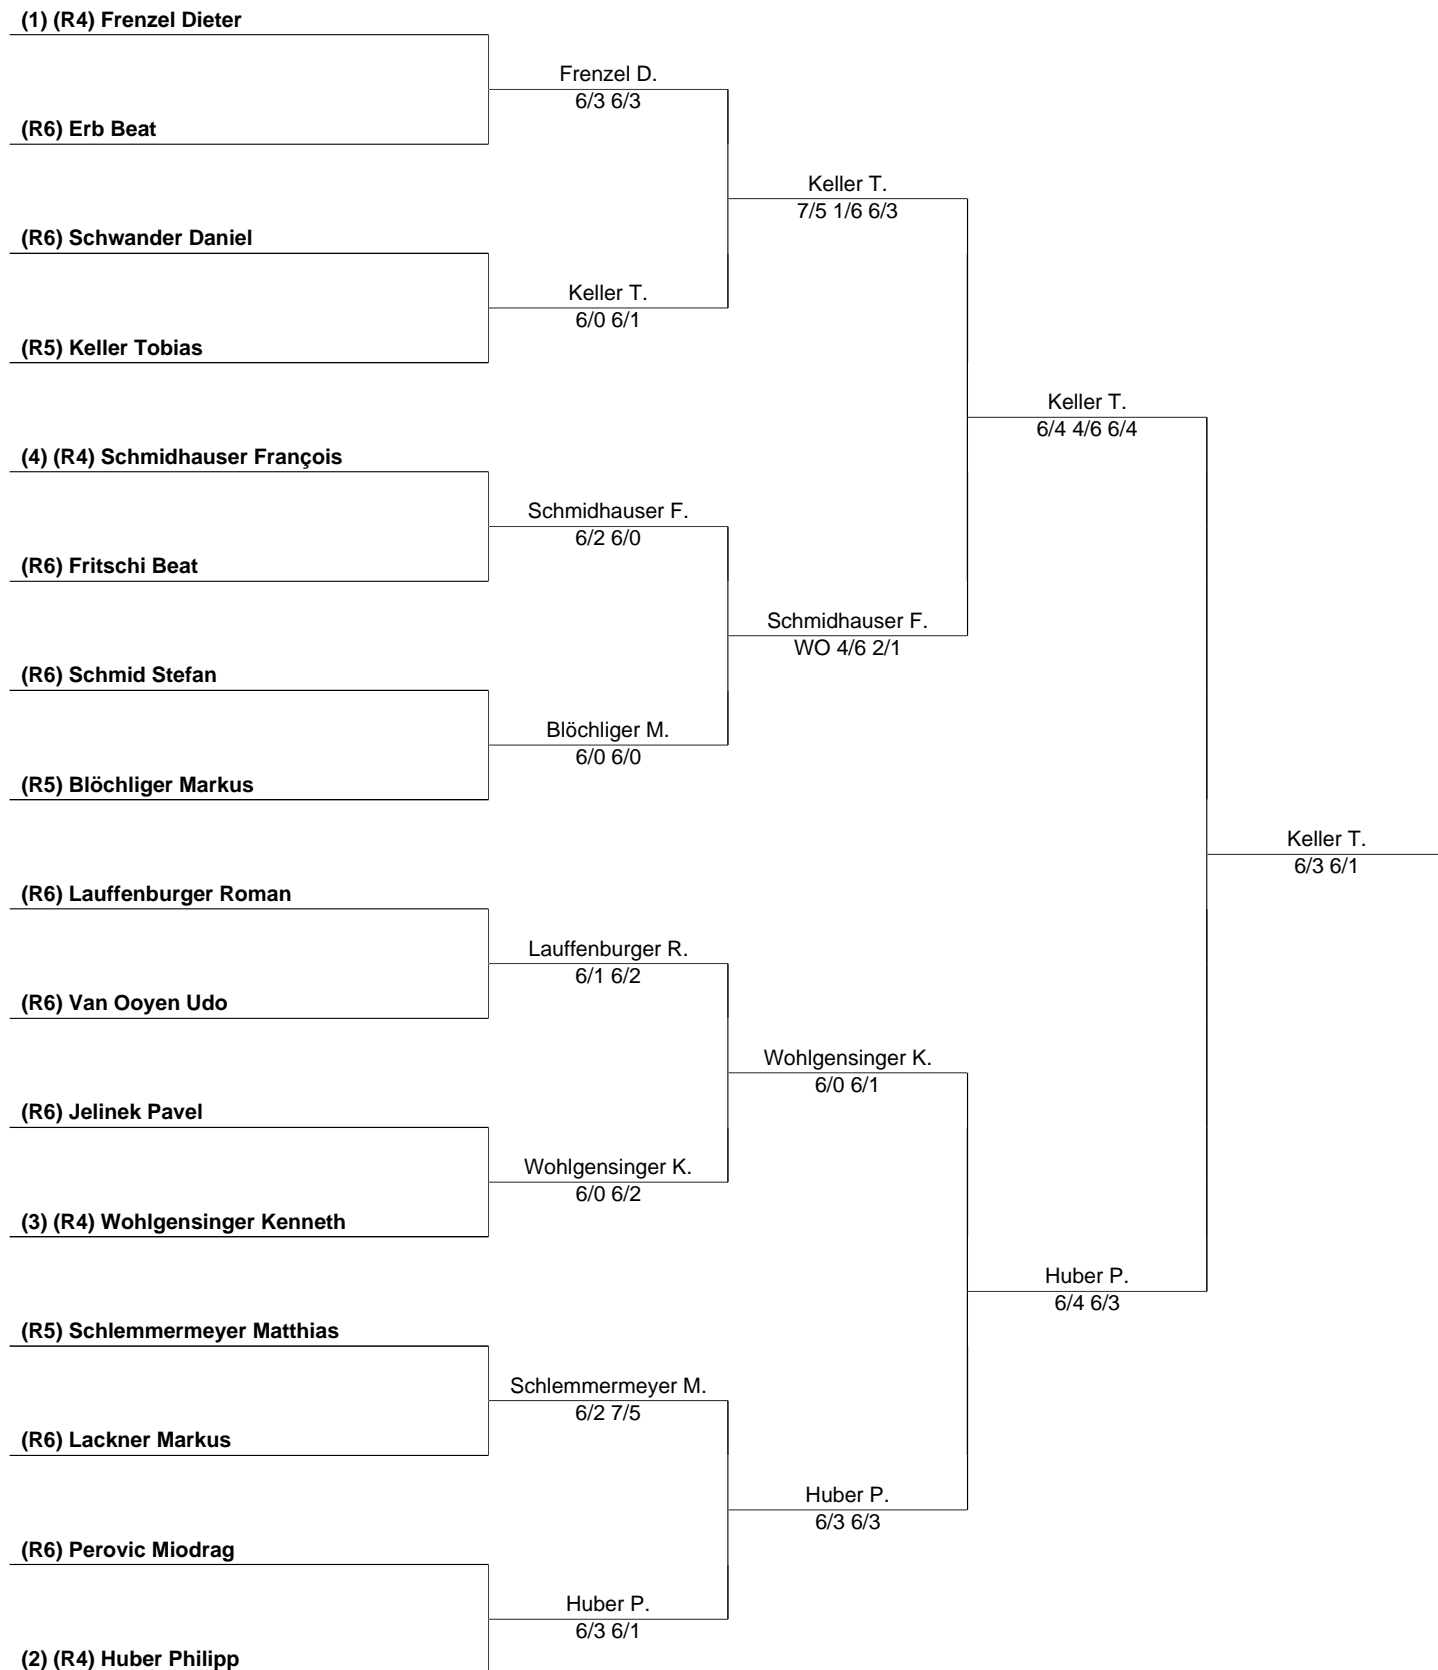 (1) (R4) Frenzel Dieter
Frenzel D.
6/3 6/3
(R6) Erb Beat
Keller T.
7/5 1/6 6/3
(R6) Schwander Daniel
Keller T.
6/0 6/1
(R5) Keller Tobias
Keller T.
6/4 4/6 6/4
(4) (R4) Schmidhauser François
Schmidhauser F.
6/2 6/0
(R6) Fritschi Beat
Schmidhauser F.
WO 4/6 2/1
(R6) Schmid Stefan
Blöchliger M.
6/0 6/0
(R5) Blöchliger Markus
Keller T.
6/3 6/1
(R6) Lauffenburger Roman
Lauffenburger R.
6/1 6/2
(R6) Van Ooyen Udo
Wohlgensinger K.
6/0 6/1
(R6) Jelinek Pavel
Wohlgensinger K.
6/0 6/2
(3) (R4) Wohlgensinger Kenneth
Huber P.
6/4 6/3
(R5) Schlemmermeyer Matthias
Schlemmermeyer M.
6/2 7/5
(R6) Lackner Markus
Huber P.
6/3 6/3
(R6) Perovic Miodrag
Huber P.
6/3 6/1
(2) (R4) Huber Philipp